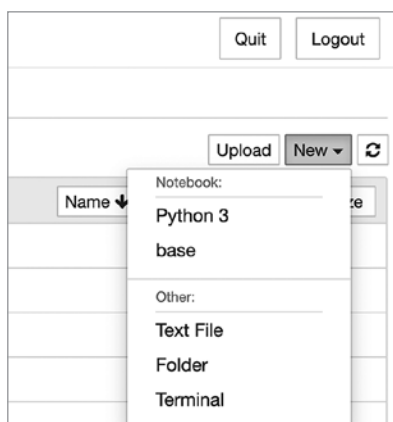 Quit Logout
Upload New
Notebook:
Name
Python 3
base
Other:
Text File
Folder
Terminal